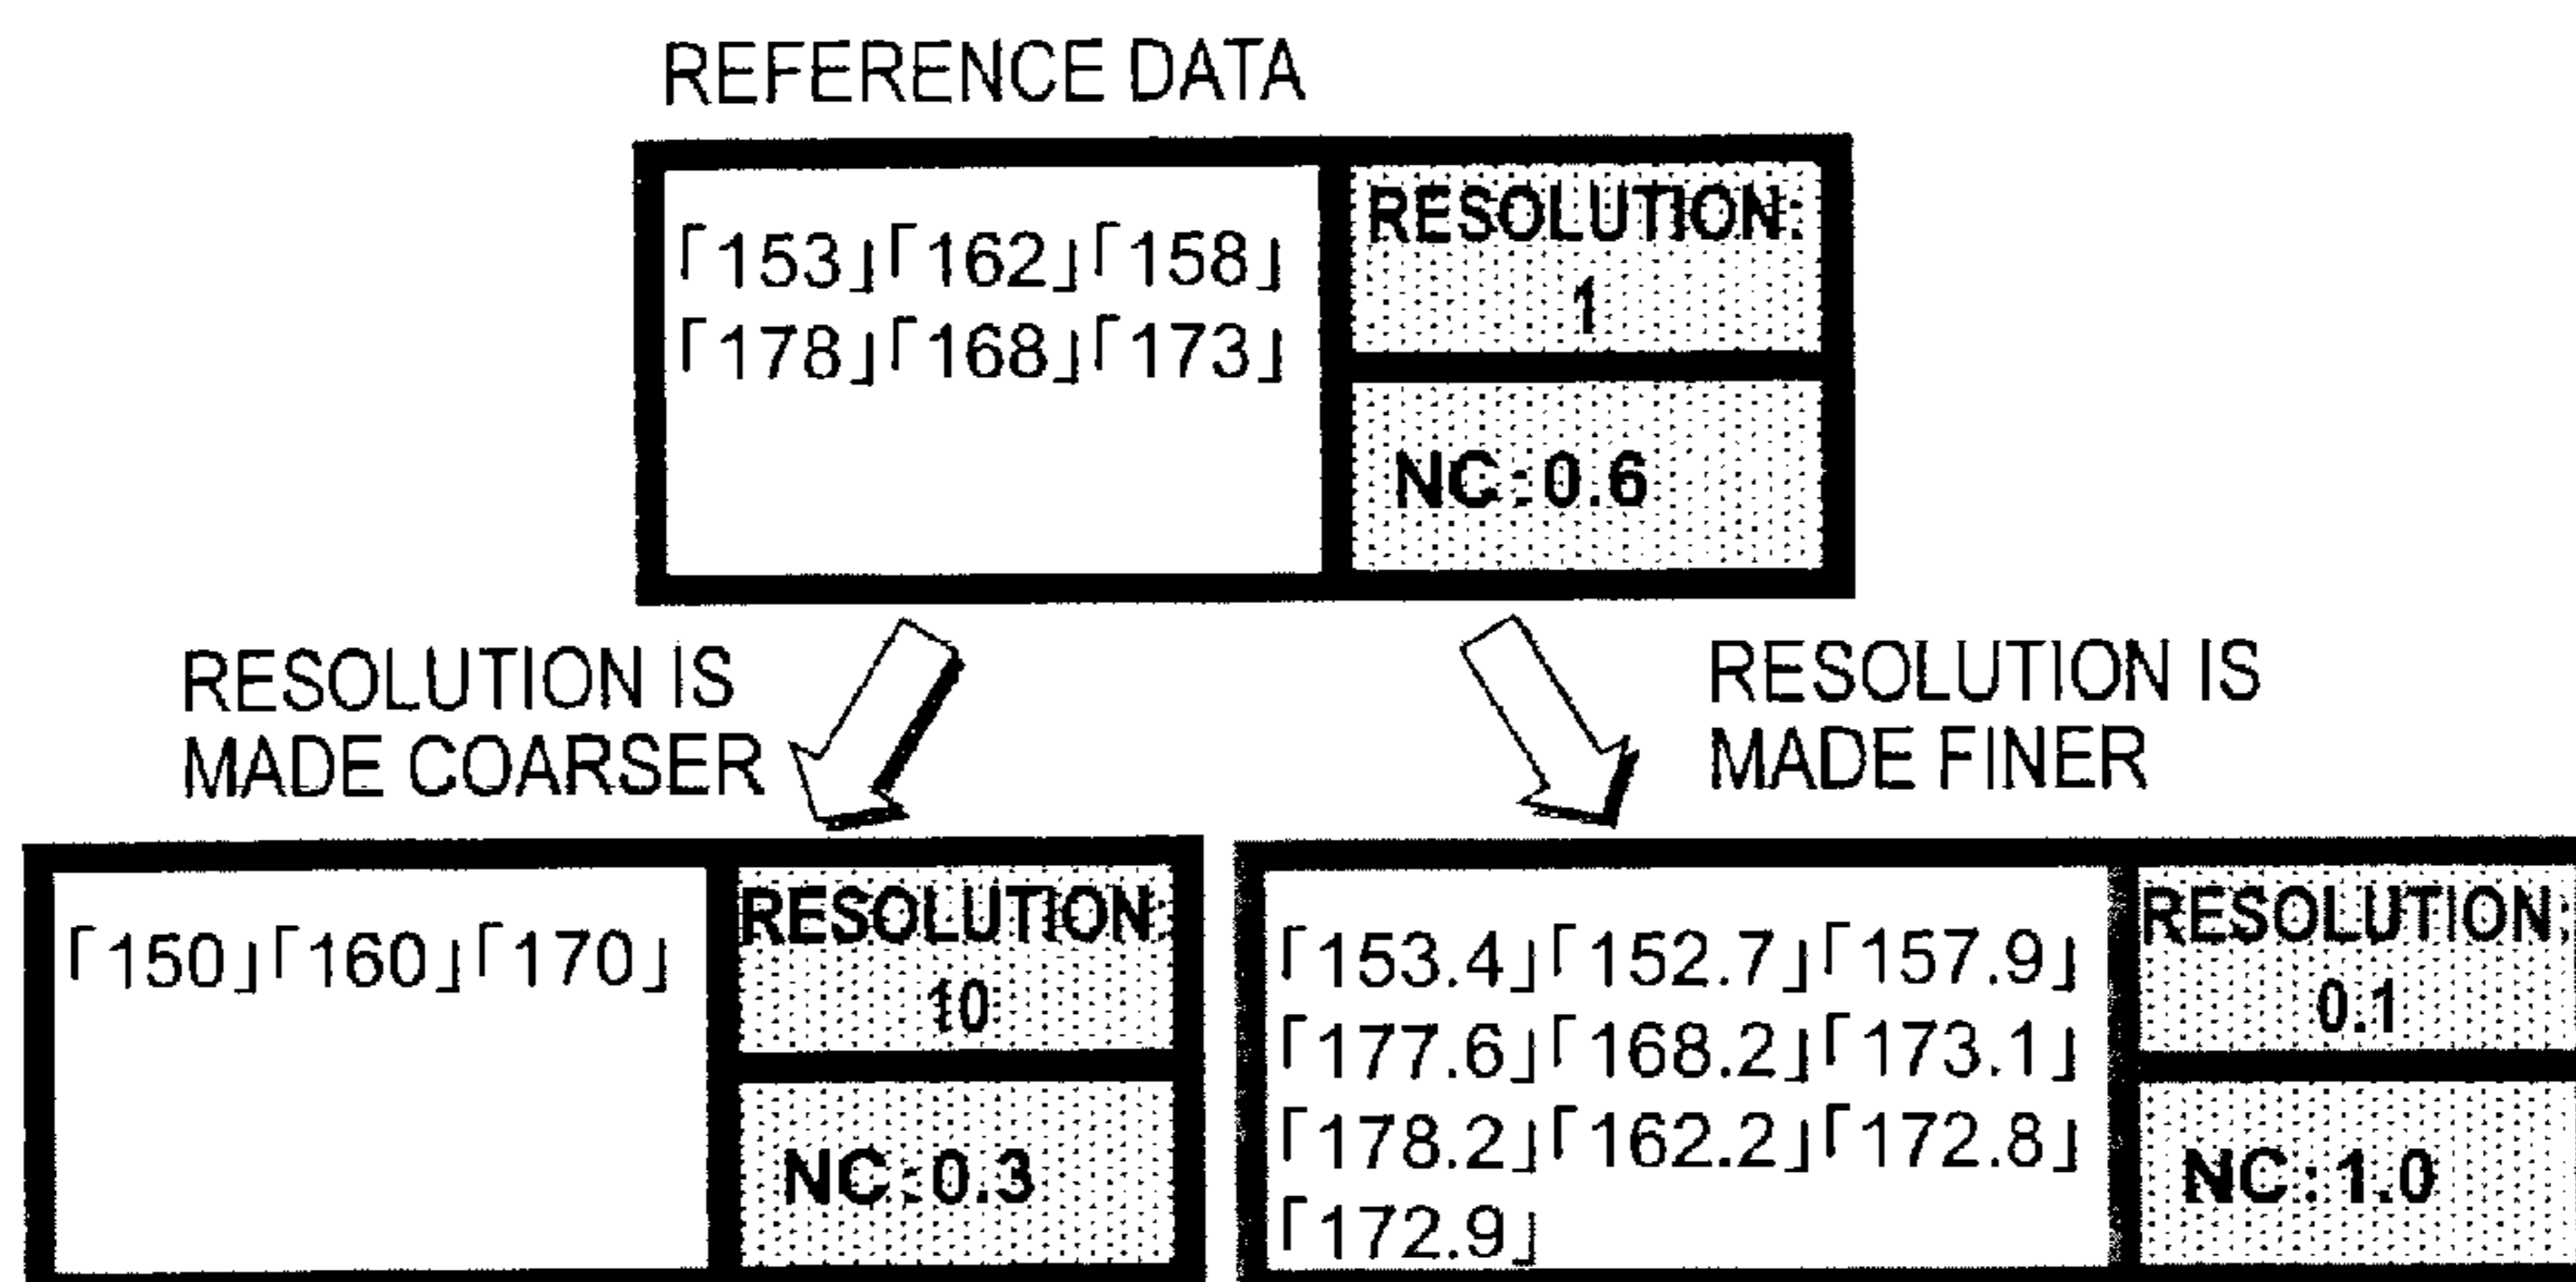 REFERENCE DATA
「153」「162」「158」
「178」「168」「173」
RESOLUTION:
1
NC:0.6
RESOLUTION IS
MADE COARSER
RESOLUTION IS
MADE FINER
「150」「160」「170」
RESOLUTION:
10
NC:0.3
「153.4」「152.7」「157.9」
「177.6」「168.2」「173.1」
「178.2」「162.2」「172.8」
「172.9」
RESOLUTION:
0.1
NC:1.0